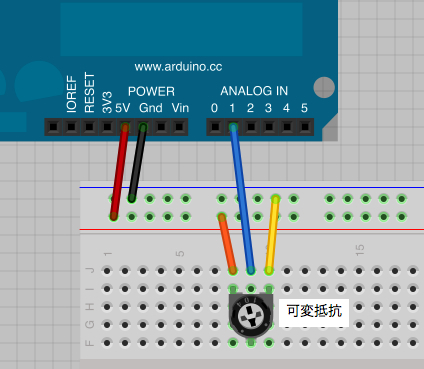 www.arduino.cc
POWER
ANALOG IN
IOREF
RESET
3V3
5V
Gnd
Vin
0 1 2 3 4 5
1
5
15
J
I
H
G
F
可変抵抗